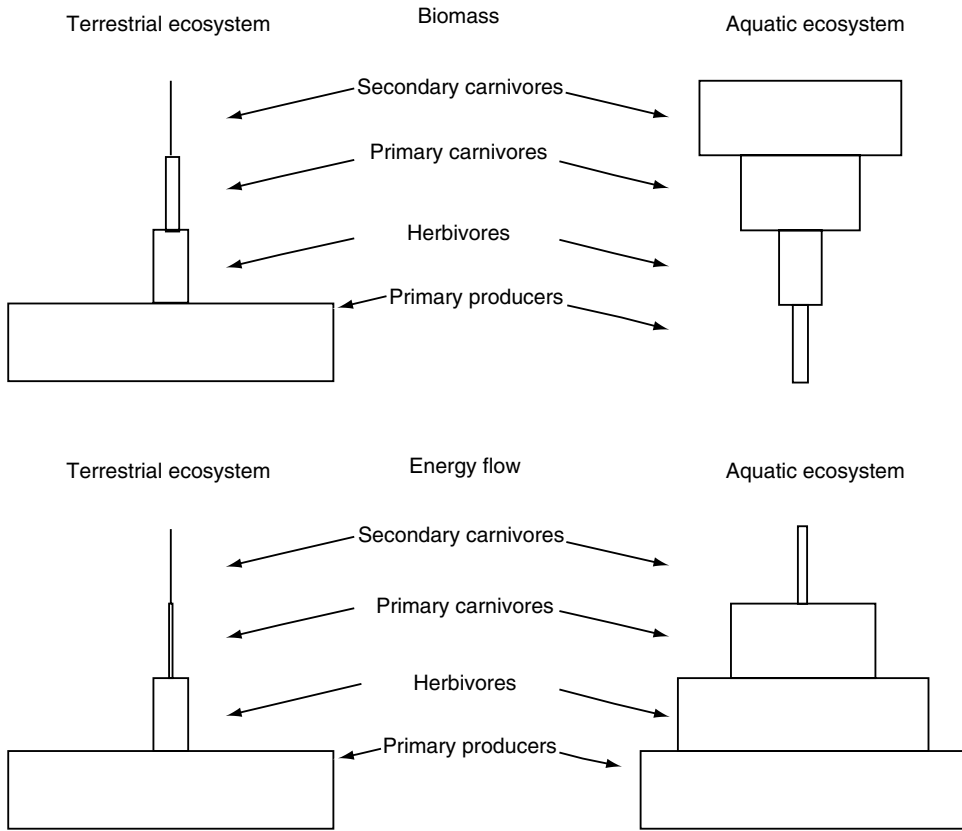 Terrestrial ecosystem
Biomass
Aquatic ecosystem
Secondary carnivores
Primary carnivores
Herbivores
Primary producers
Terrestrial ecosystem
Energy flow
Aquatic ecosystem
Secondary carnivores
Primary carnivores
Herbivores
Primary producers